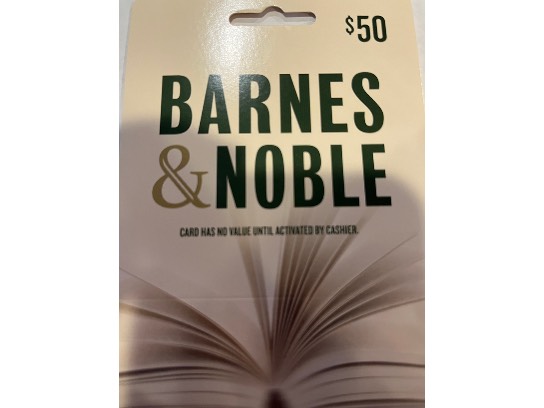 $50
BARNES
&NOBLE
CARD HAS NO VALUE UNTIL ACTIVATED BY CASHIER.